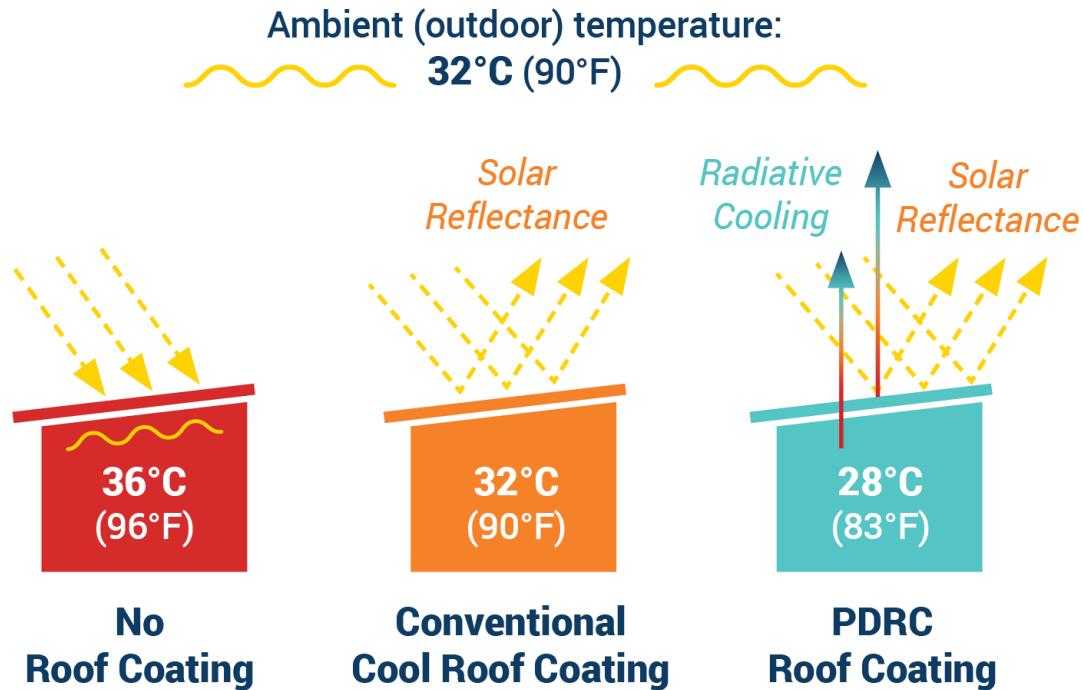 Ambient (outdoor) temperature:
32°C (90°F)
Solar
Reflectance
Radiative
Cooling
Solar
Reflectance
36°C
(96°F)
32°C
(90°F)
28°C
(83°F)
No
Roof Coating
Conventional
Cool Roof Coating
PDRC
Roof Coating